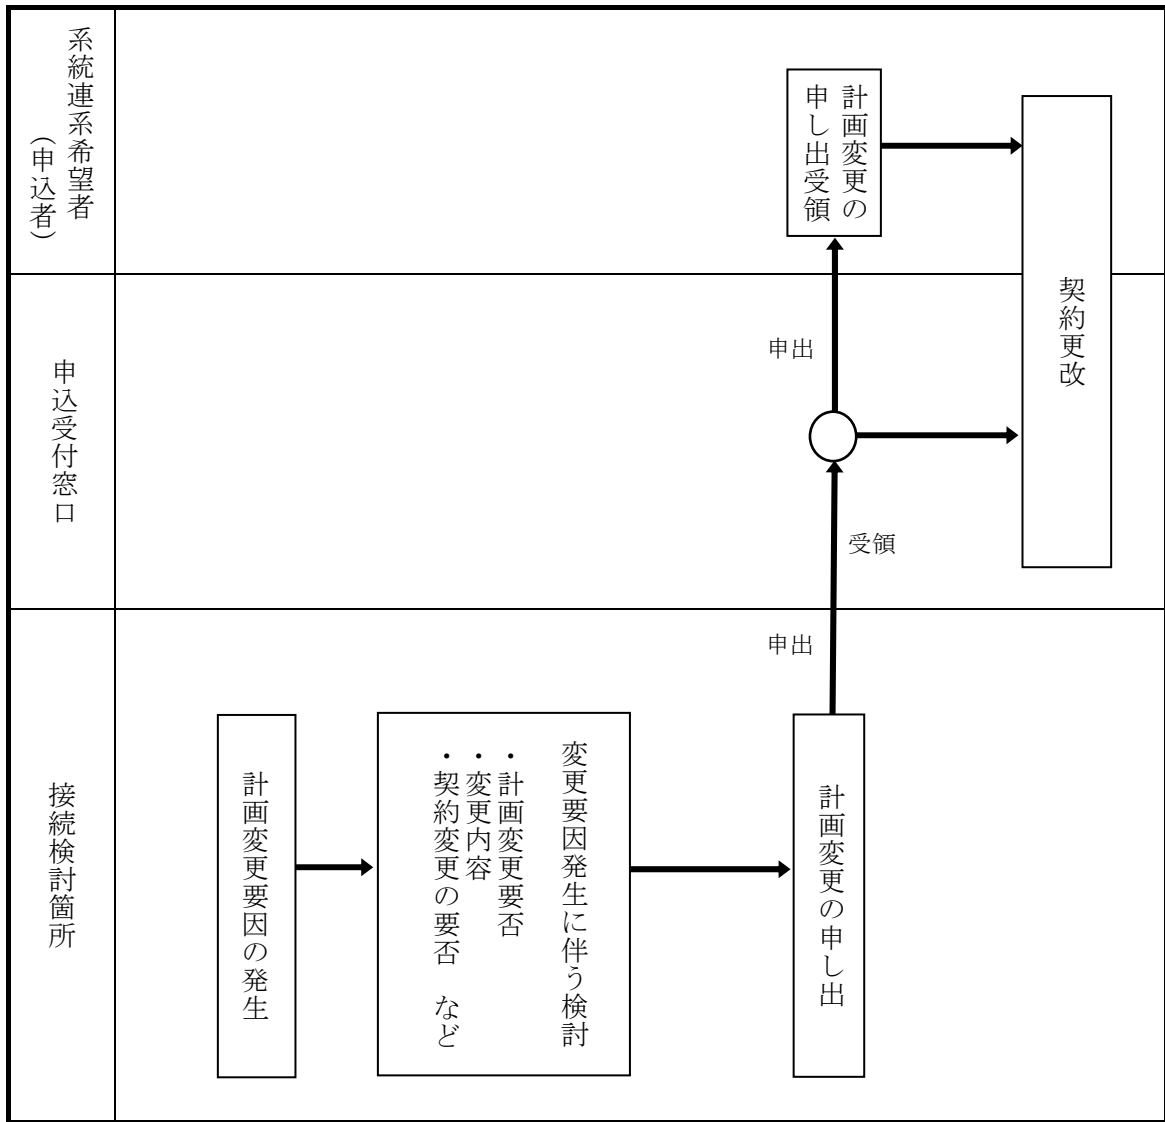 系統連系希望者
（申込者）
計画変更の
申し出受領
契約更改
申込受付窓口
申出
受領
接続検討箇所
申出
計画変更要因の発生
変更要因発生に伴う検討
・計画変更要否
・変更内容
・契約変更の要否　など
計画変更の申し出